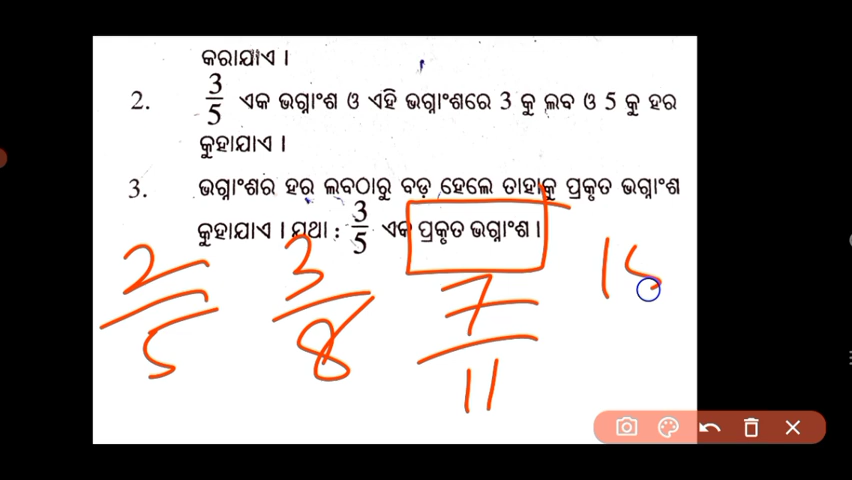 କରାଯାଏ ।
2. 3/5 ଏକ ଭଗ୍ନାଂଶ ଓ ଏହି ଭଗ୍ନାଂଶରେ 3 କୁ ଲବ ଓ 5 କୁ ହର
କୁହାଯାଏ ।
3. ଭଗ୍ନାଂଶର ହର ଲବଠାରୁ ବଡ଼ ହେଲେ ତାହାକୁ ପ୍ରକୃତ ଭଗ୍ନାଂଶ
କୁହାଯାଏ । ଯଥା : 3/5 ଏକ ପ୍ରକୃତ ଭଗ୍ନାଂଶ ।
2/5 3/8 7/11 15